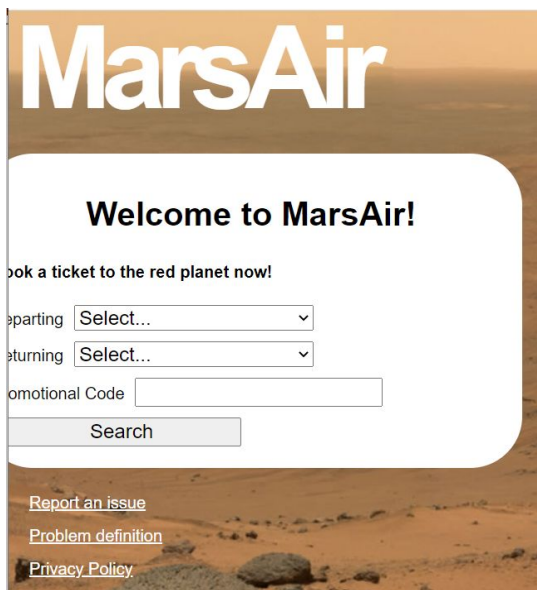 MarsAir
Welcome to MarsAir!
ook a ticket to the red planet now!
eparting Select...
eturning Select...
omotional Code
Search
Report an issue
Problem definition
Privacy Policy